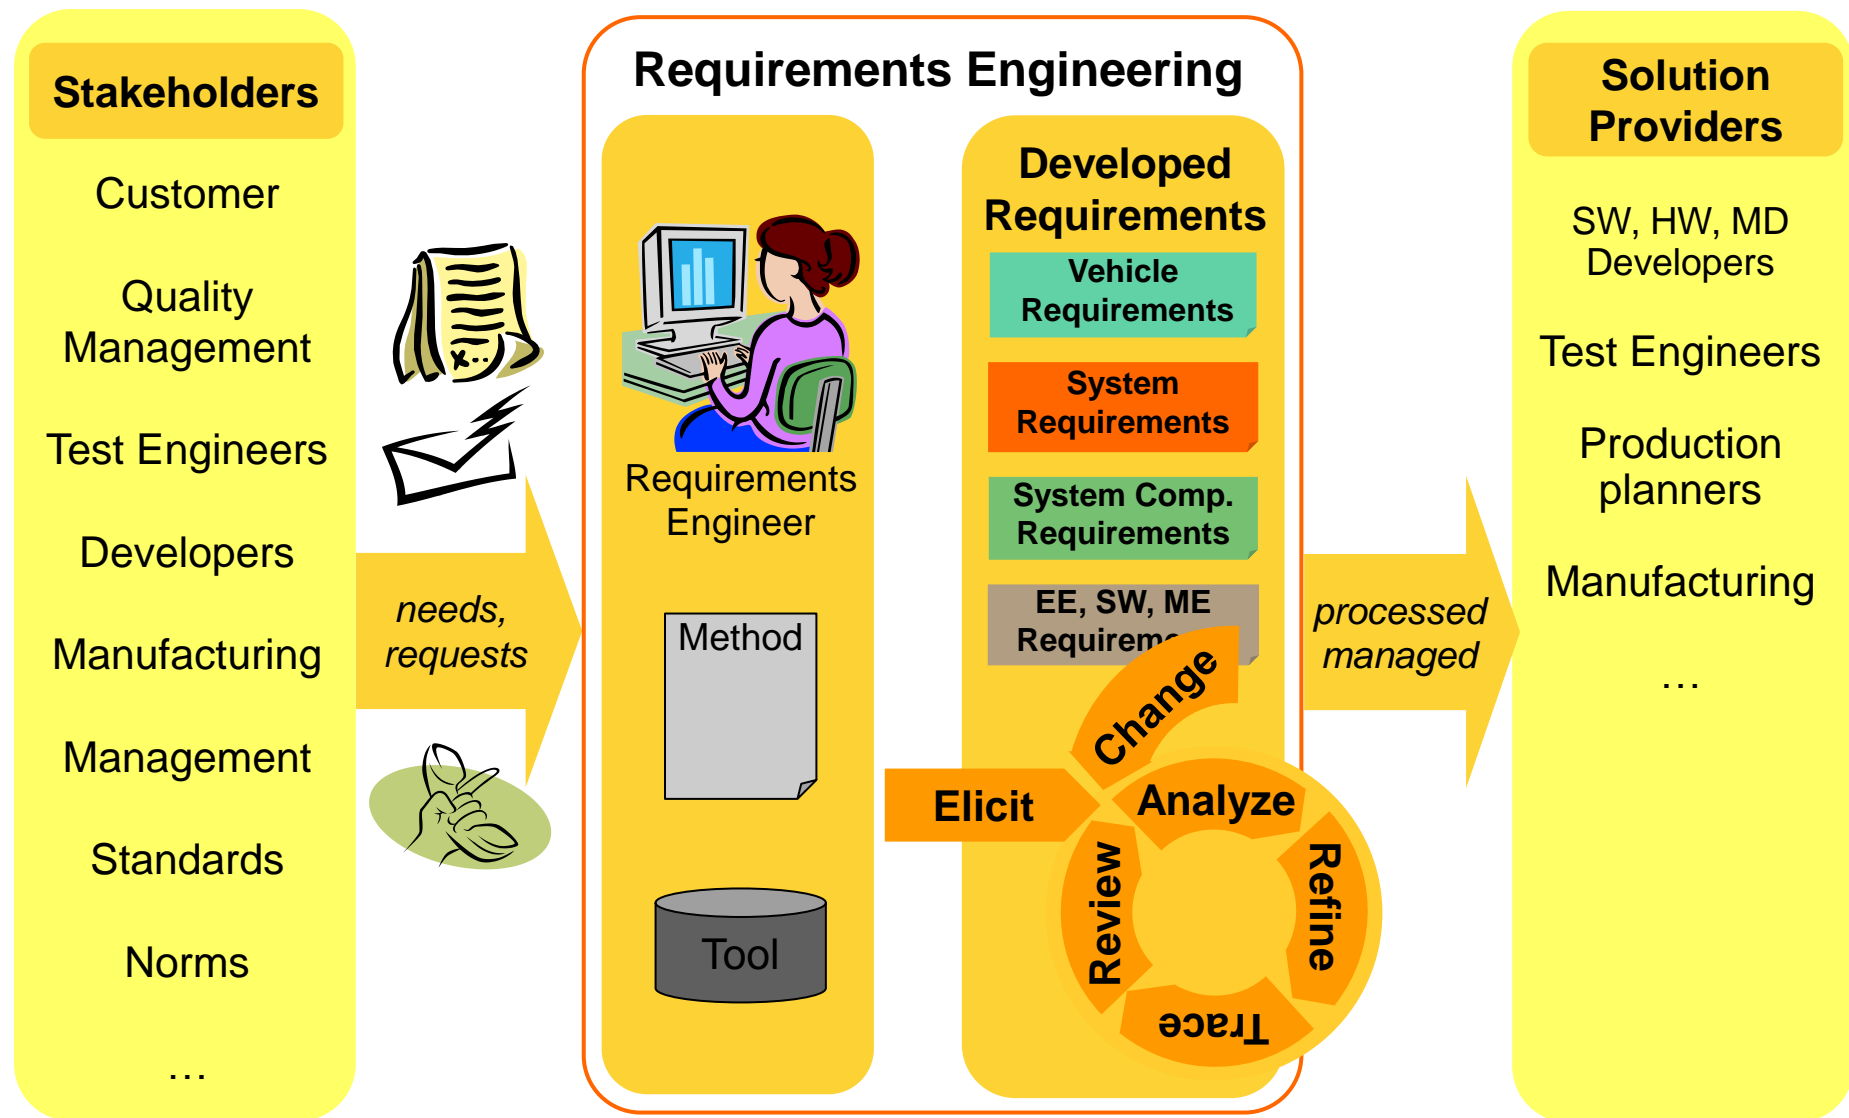 Stakeholders
Customer
Quality
Management
Test Engineers
Developers
Manufacturing
Management
Standards
Norms
…
needs,
requests
Requirements Engineering
Requirements
Engineer
Method
Tool
Developed
Requirements
Vehicle
Requirements
System
Requirements
System Comp.
Requirements
EE, SW, ME
Requireme
Change
Elicit
Analyze
Refine
Trace
Review
processed
managed
Solution
Providers
SW, HW, MD
Developers
Test Engineers
Production
planners
Manufacturing
…